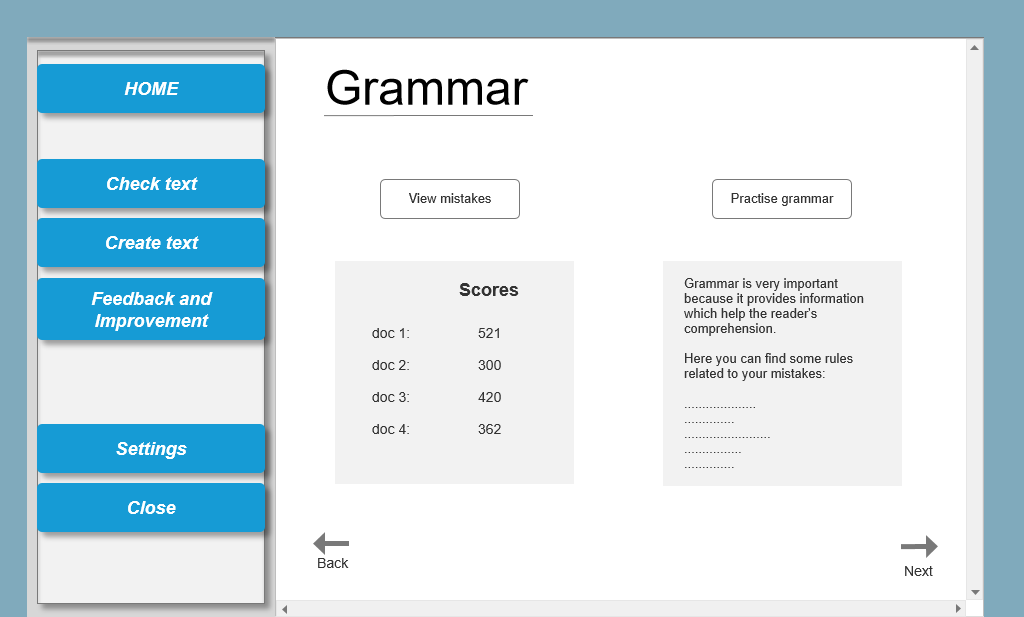 HOME
Check text
Create text
Feedback and
Improvement
Settings
Close
Grammar
View mistakes
Practise grammar
Scores
doc 1: 521
doc 2: 300
doc 3: 420
doc 4: 362
Grammar is very important
because it provides information
which help the reader's
comprehension.
Here you can find some rules
related to your mistakes:
....................
..............
........................
................
..............
Back
Next